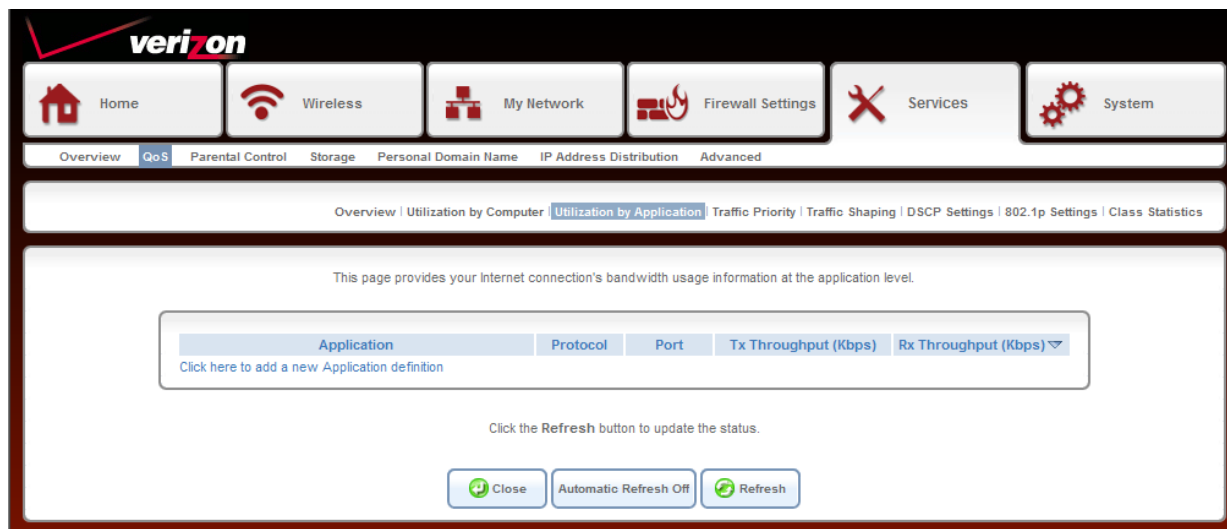 verizon
Home Wireless My Network Firewall Settings Services System
Overview QoS Parental Control Storage Personal Domain Name IP Address Distribution Advanced
Overview | Utilization by Computer | Utilization by Application | Traffic Priority | Traffic Shaping | DSCP Settings | 802.1p Settings | Class Statistics
This page provides your Internet connection's bandwidth usage information at the application level.
Application Protocol Port Tx Throughput (Kbps) Rx Throughput (Kbps)
Click here to add a new Application definition
Click the Refresh button to update the status.
Close Automatic Refresh Off Refresh